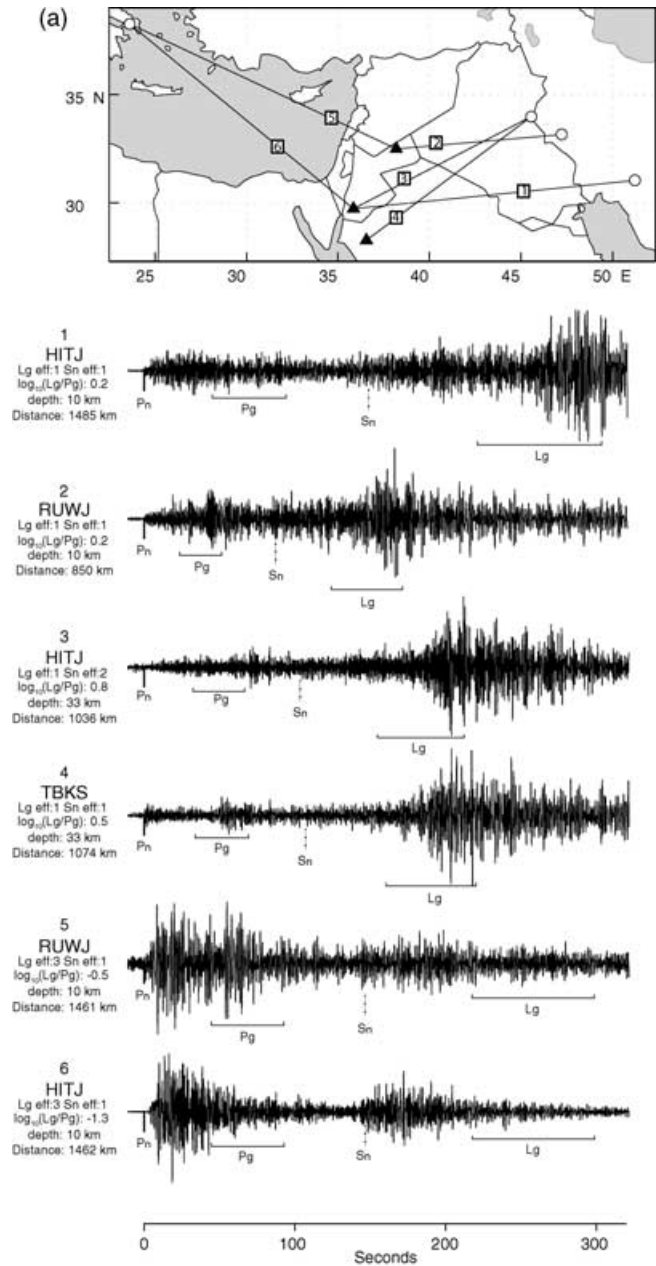 (a)
35
N
30
5
6
2
3
1
4
25 30 35 40 45 50 E
1
HITJ
Lg eff:1 Sn eff:1
log10(Lg/Pg): 0.2
depth: 10 km
Distance: 1485 km
Pn
Pg
Sn
Lg
2
RUWJ
Lg eff:1 Sn eff:1
log10(Lg/Pg): 0.2
depth: 10 km
Distance: 850 km
Pn
Pg
Sn
Lg
3
HITJ
Lg eff:1 Sn eff:2
log10(Lg/Pg): 0.8
depth: 33 km
Distance: 1036 km
Pn
Pg
Sn
Lg
4
TBKS
Lg eff:1 Sn eff:1
log10(Lg/Pg): 0.5
depth: 33 km
Distance: 1074 km
Pn
Pg
Sn
Lg
5
RUWJ
Lg eff:3 Sn eff:1
log10(Lg/Pg): -0.5
depth: 10 km
Distance: 1461 km
Pn
Pg
Sn
Lg
6
HITJ
Lg eff:3 Sn eff:1
log10(Lg/Pg): -1.3
depth: 10 km
Distance: 1462 km
Pn
Pg
Sn
Lg
0 100 200 300
Seconds